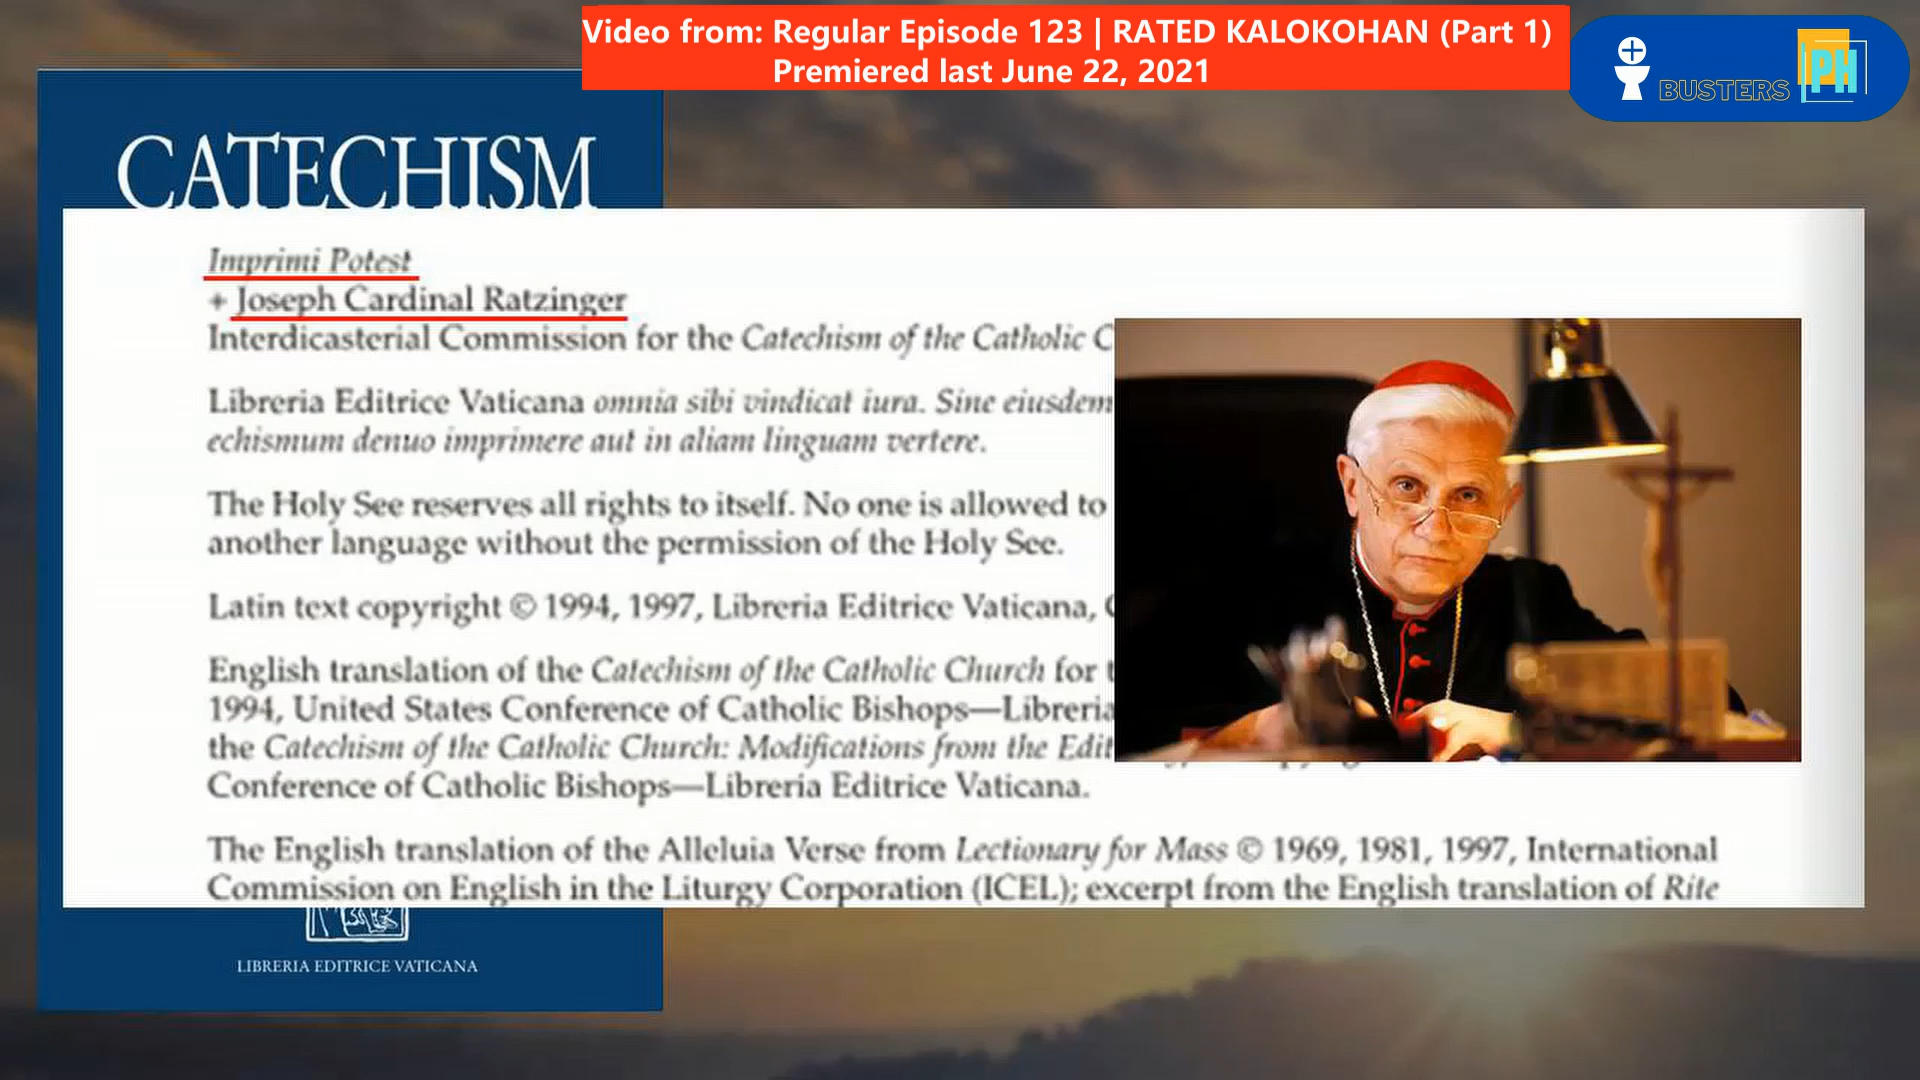 Video from: Regular Episode 123 | RATED KALOKOHAN (Part 1)
Premiered last June 22, 2021
BUSTERS PH
CATECHISM
Imprimi Potest
+ Joseph Cardinal Ratzinger
Interdicasterial Commission for the Catechism of the Catholic C
Libreria Editrice Vaticana omnia sibi vindicat iura. Sine eiusdem
echismum denuo imprimere aut in aliam linguam vertere.
The Holy See reserves all rights to itself. No one is allowed to
another language without the permission of the Holy See.
Latin text copyright © 1994, 1997, Libreria Editrice Vaticana,
English translation of the Catechism of the Catholic Church for t
1994, United States Conference of Catholic Bishops—Libreria
the Catechism of the Catholic Church: Modifications from the Edit
Conference of Catholic Bishops—Libreria Editrice Vaticana.
The English translation of the Alleluia Verse from Lectionary for Mass © 1969, 1981, 1997, International
Commission on English in the Liturgy Corporation (ICEL); excerpt from the English translation of Rite
LIBRERIA EDITRICE VATICANA